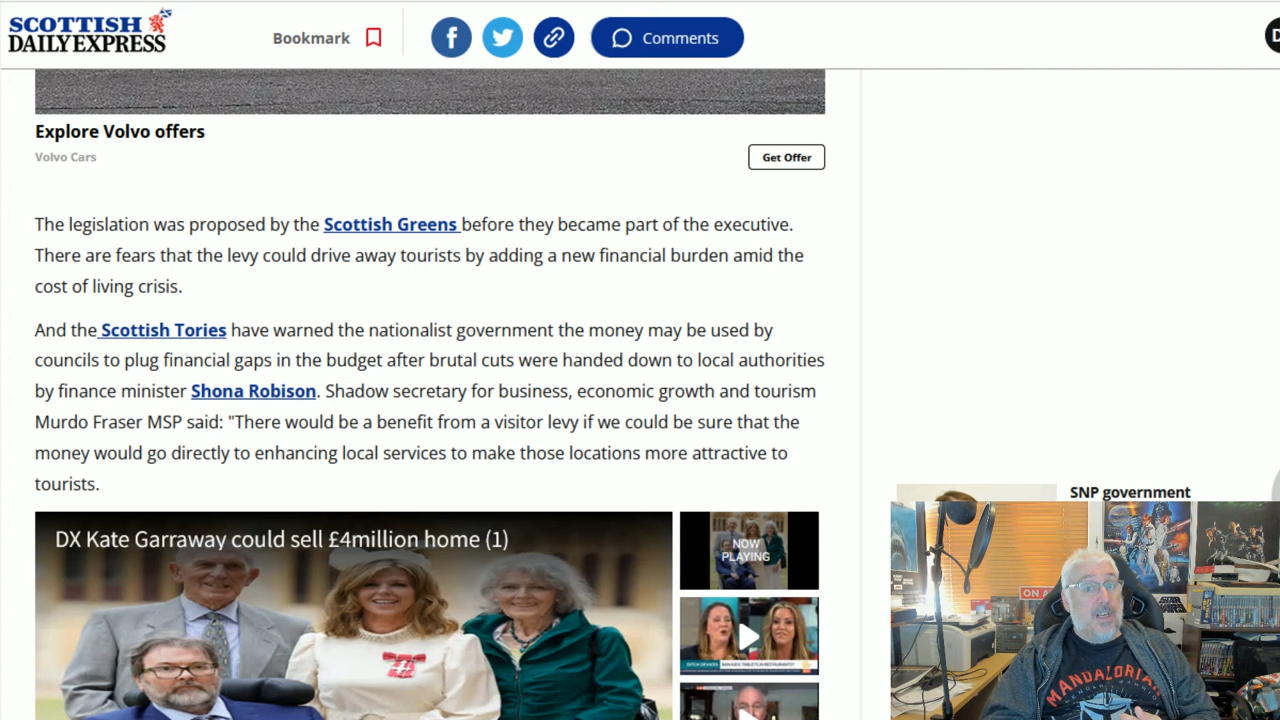 SCOTTISH
DAILY EXPRESS
Bookmark
Comments
Explore Volvo offers
Volvo Cars
Get Offer
The legislation was proposed by the Scottish Greens before they became part of the executive.
There are fears that the levy could drive away tourists by adding a new financial burden amid the
cost of living crisis.
And the Scottish Tories have warned the nationalist government the money may be used by
councils to plug financial gaps in the budget after brutal cuts were handed down to local authorities
by finance minister Shona Robison. Shadow secretary for business, economic growth and tourism
Murdo Fraser MSP said: "There would be a benefit from a visitor levy if we could be sure that the
money would go directly to enhancing local services to make those locations more attractive to
tourists.
DX Kate Garraway could sell £4million home (1)
NOW
PLAYING
SNP government
ON A
MANDALORIAN